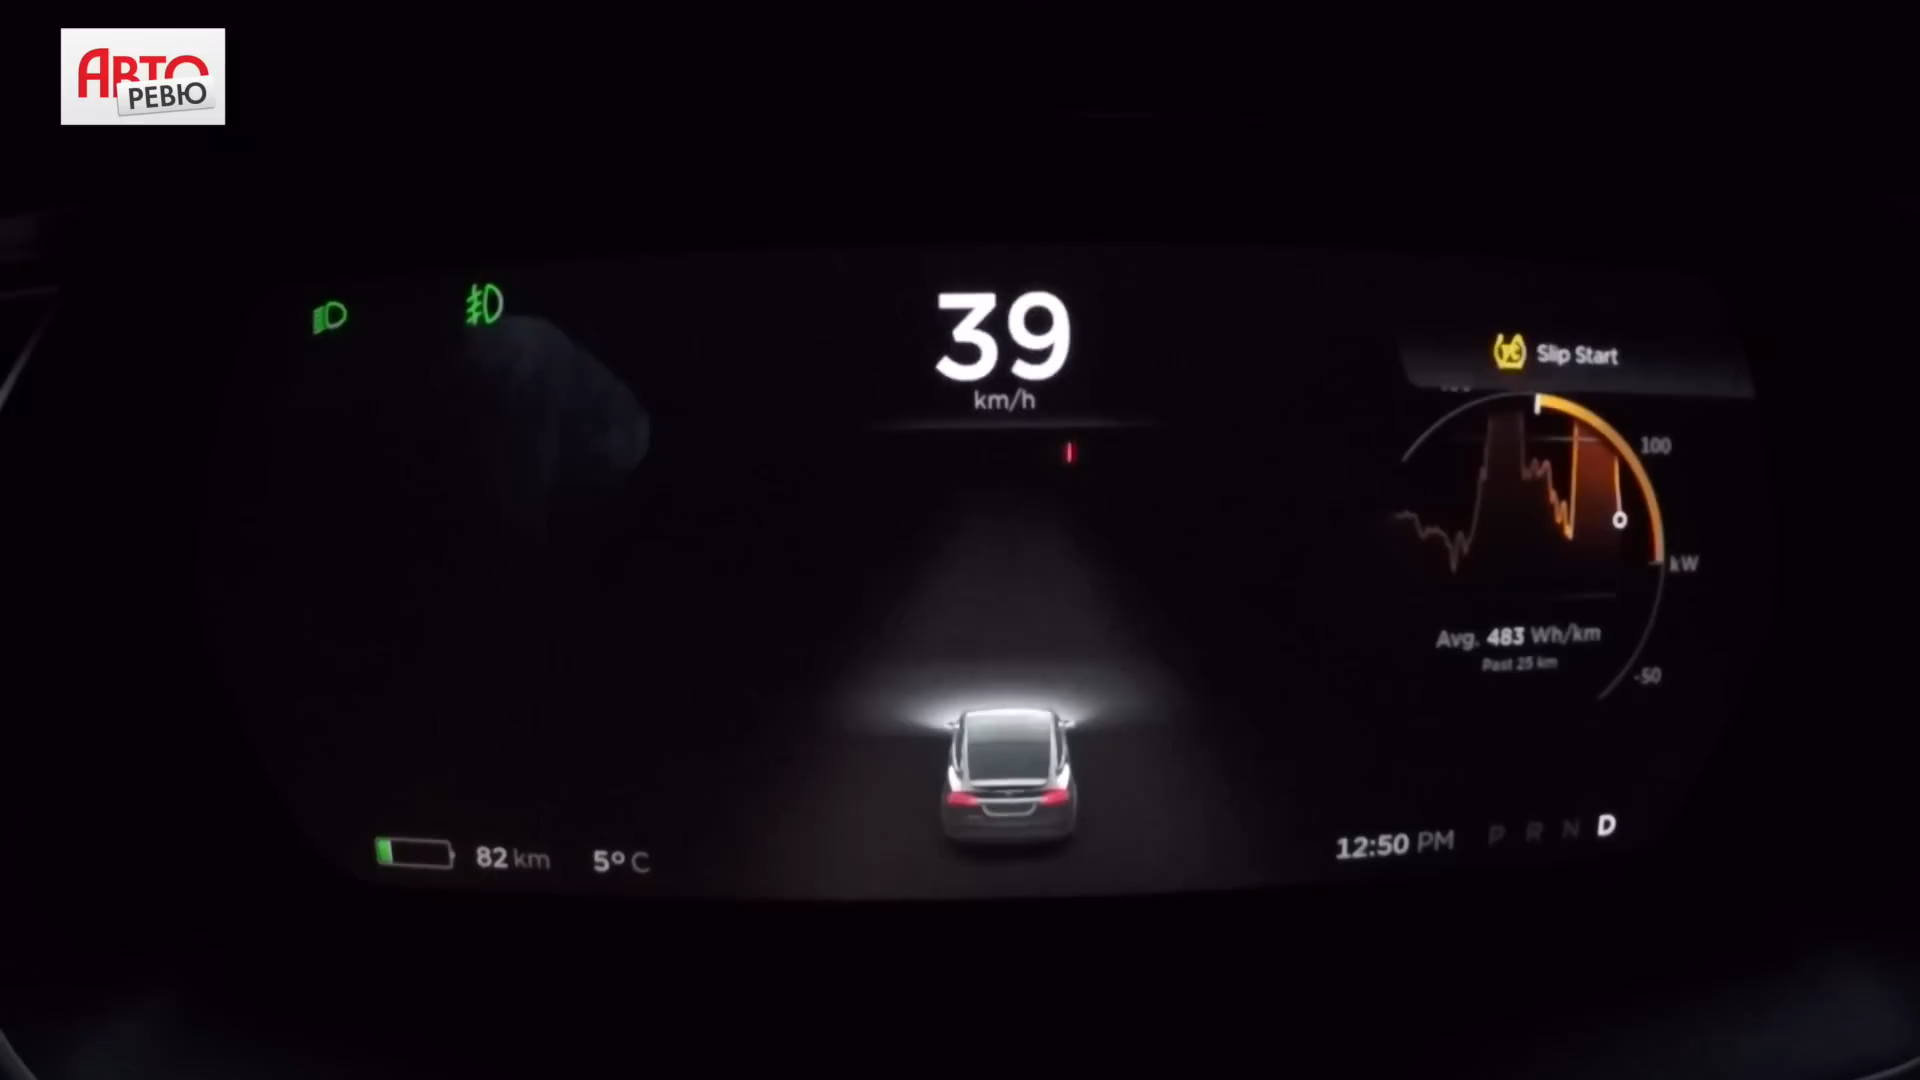 АВТО
РЕВЮ
39
km/h
Slip Start
100
kW
Avg. 483 Wh/km
Past 25 km
-50
82 km
5° C
12:50 PM
P R N D